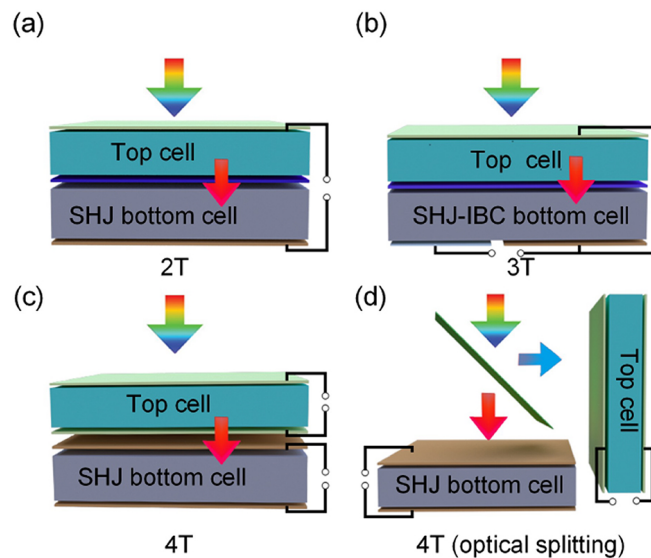 (a)
Top cell
SHJ bottom cell
2T
(b)
Top cell
SHJ-IBC bottom cell
3T
(c)
Top cell
SHJ bottom cell
4T
(d)
Top cell
SHJ bottom cell
4T (optical splitting)